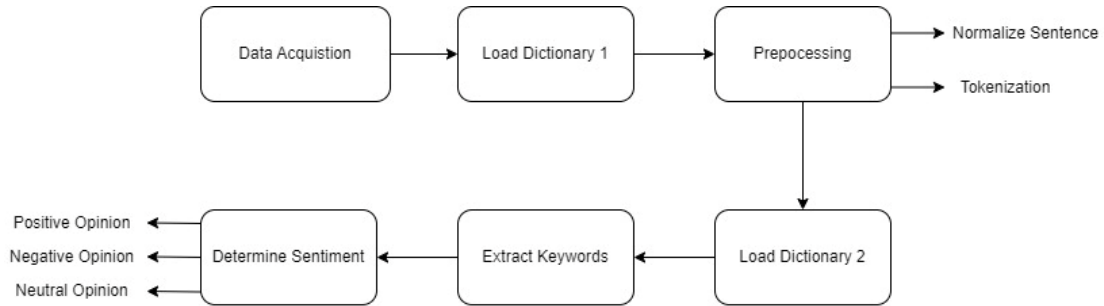 Data Acquistion
Load Dictionary 1
Prepocessing
Normalize Sentence
Tokenization
Load Dictionary 2
Extract Keywords
Determine Sentiment
Positive Opinion
Negative Opinion
Neutral Opinion